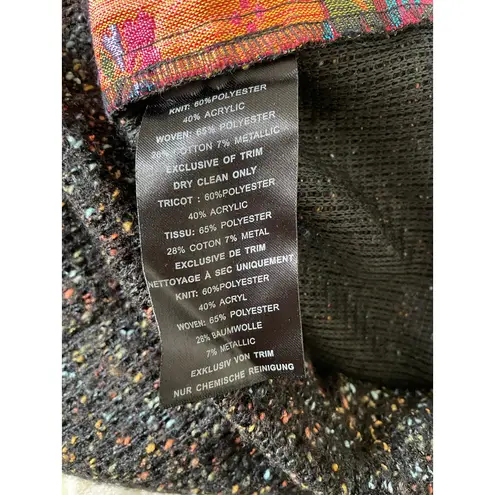 KNIT: 60%POLYESTER
40% ACRYLIC
WOVEN: 65% POLYESTER
28% COTTON 7% METALLIC
EXCLUSIVE OF TRIM
DRY CLEAN ONLY
TRICOT : 60%POLYESTER
40% ACRYLIC
TISSU: 65% POLYESTER
28% COTTON 7% METAL
EXCLUSIVE DE TRIM
NETTOYAGE À SEC UNIQUEMENT
KNIT: 60%POLYESTER
40% ACRYL
WOVEN: 65% POLYESTER
28% BAUMWOLLE
7% METALLIC
EXKLUSIV VON TRIM
NUR CHEMISCHE REINIGUNG